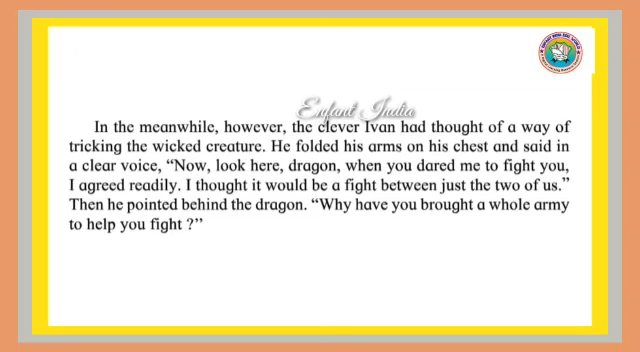 Enfant India
In the meanwhile, however, the clever Ivan had thought of a way of
tricking the wicked creature. He folded his arms on his chest and said in
a clear voice, “Now, look here, dragon, when you dared me to fight you,
I agreed readily. I thought it would be a fight between just the two of us.”
Then he pointed behind the dragon. “Why have you brought a whole army
to help you fight ?”